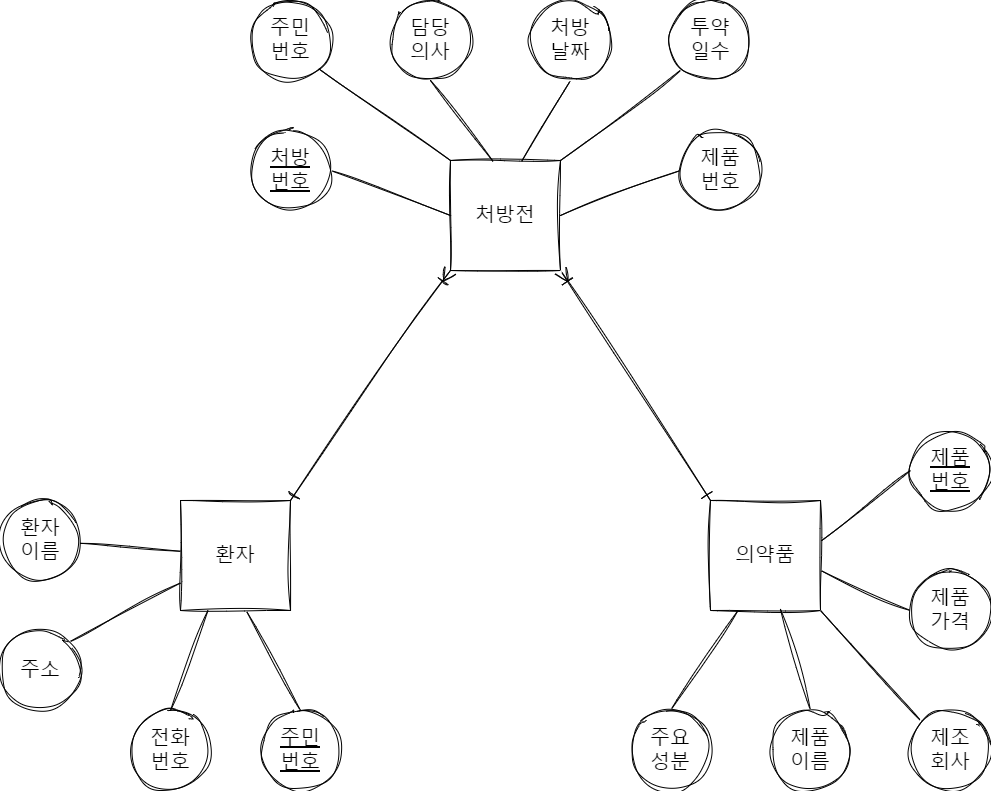 주민
번호
담당
의사
처방
날짜
투약
일수
처방
번호
제품
번호
처방전
환자
이름
주소
전화
번호
주민
번호
환자
의약품
제품
번호
제품
가격
주요
성분
제품
이름
제조
회사